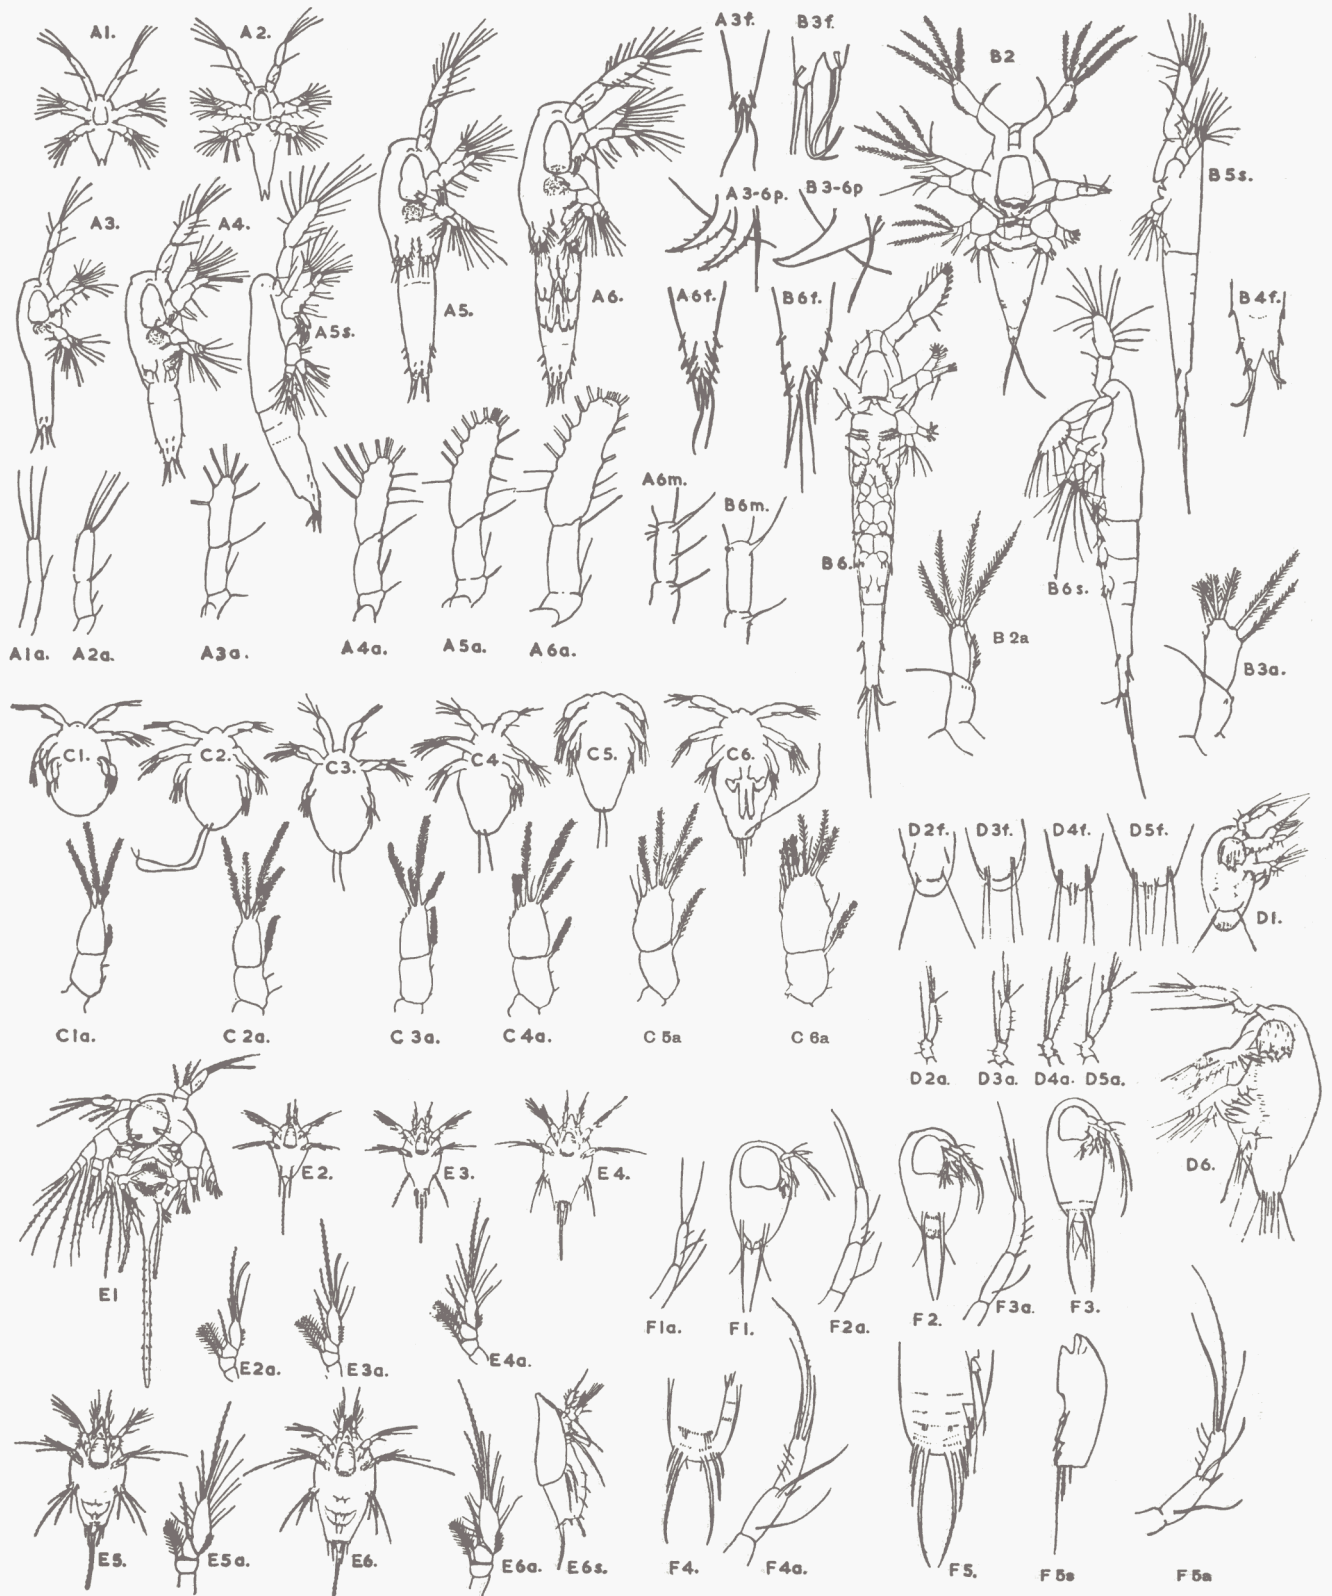 A1.
A2.
A3f.
B3f.
B2
A3.
A4.
A5s.
A5.
A6.
A3-6p.
B3-6p
B5s.
A6f.
B6f.
B4f.
A1a.
A2a.
A3a.
A4a.
A5a.
A6a.
A6m.
B6m.
B6.
B2a
B6s.
B3a.
C1.
C2.
C3.
C4.
C5.
C6.
D2f.
D3f.
D4f.
D5f.
D1.
C1a.
C2a.
C3a.
C4a.
C5a
C6a
D2a.
D3a.
D4a.
D5a.
D6.
E1
E2.
E3.
E4.
E2a.
E3a.
E4a.
F1a.
F1.
F2a.
F2.
F3a.
F3.
E5.
E5a.
E6.
E6a.
E6s.
F4.
F4a.
F5.
F5s
F5a